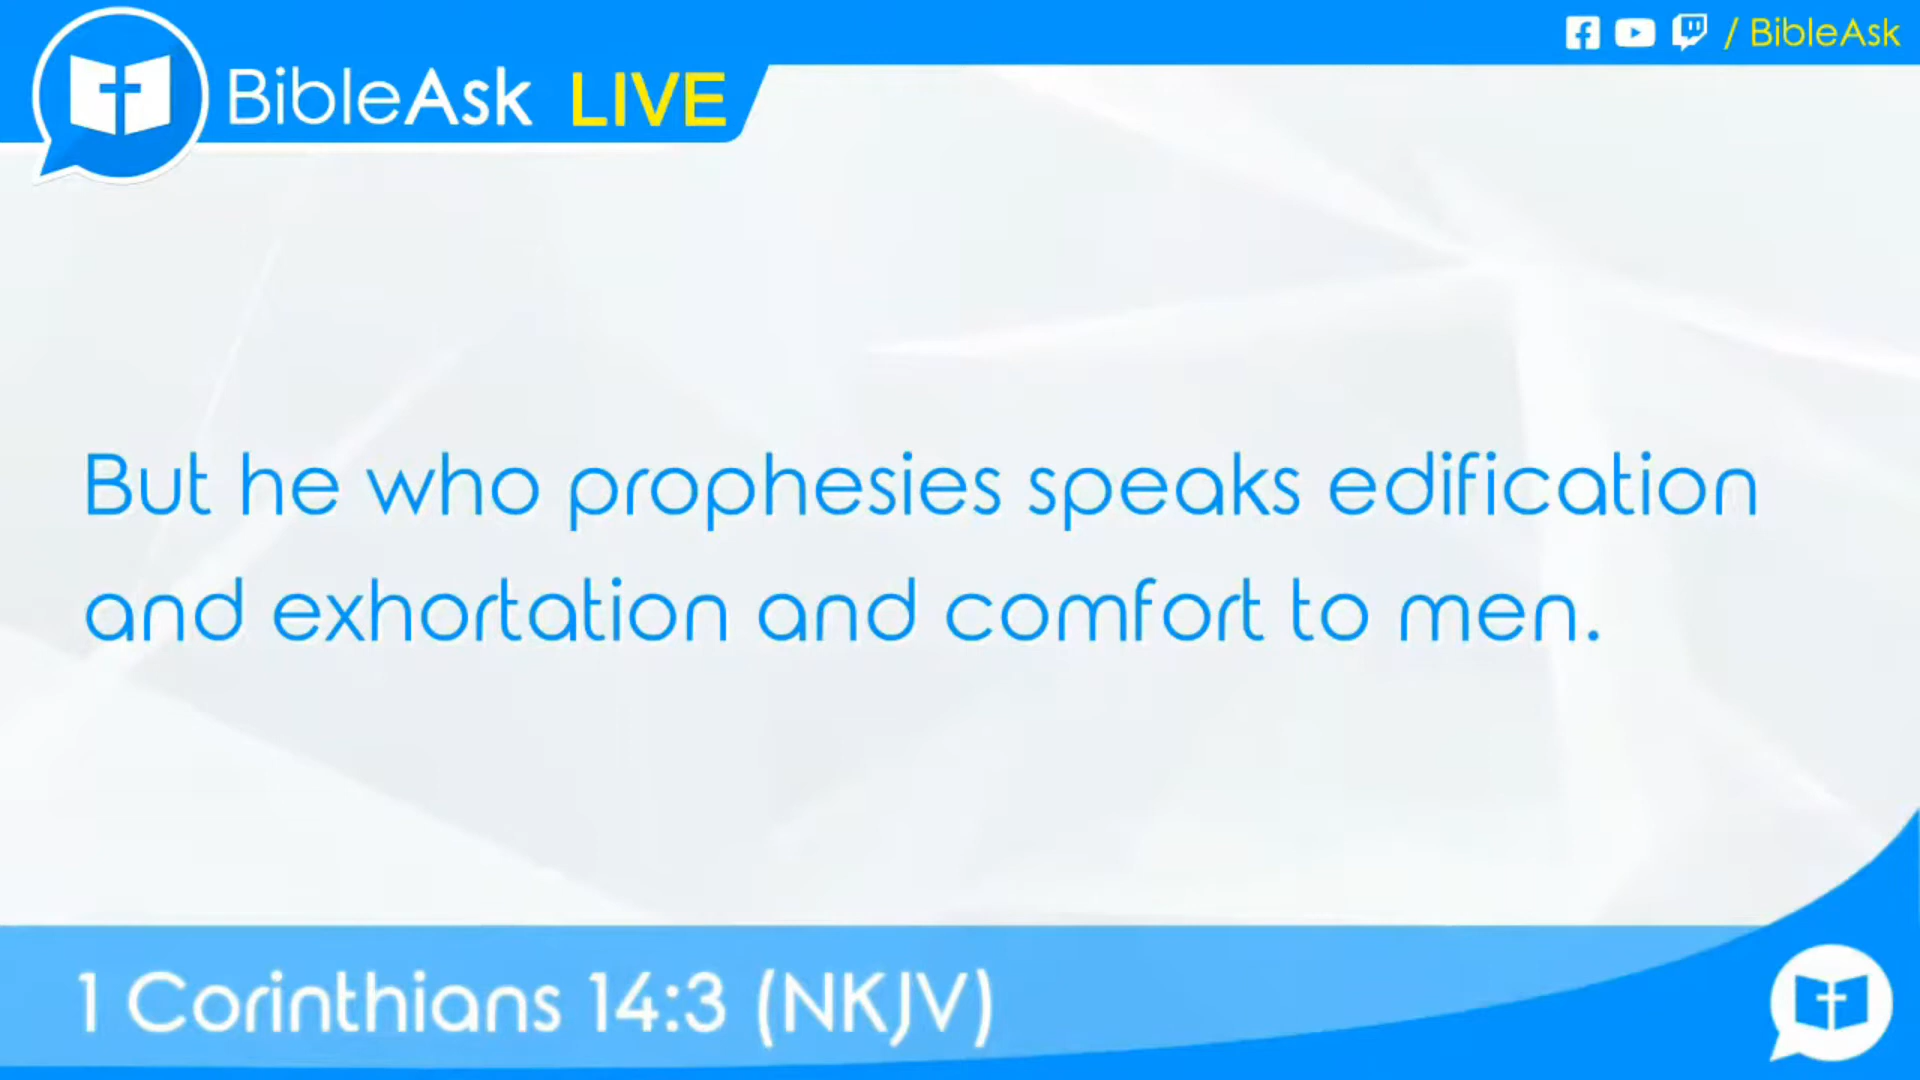 / BibleAsk
BibleAsk LIVE
But he who prophesies speaks edification
and exhortation and comfort to men.
1 Corinthians 14:3 (NKJV)